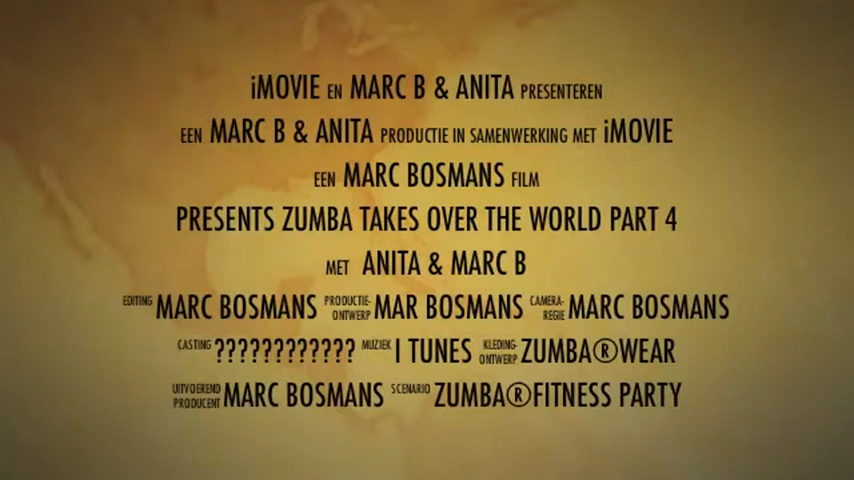 iMOVIE EN MARC B & ANITA PRESENTEREN
EEN MARC B & ANITA PRODUCTIE IN SAMENWERKING MET iMOVIE
EEN MARC BOSMANS FILM
PRESENTS ZUMBA TAKES OVER THE WORLD PART 4
MET ANITA & MARC B
EDITING MARC BOSMANS PRODUCTIE-ONTWERP MAR BOSMANS CAMERA-REGIE MARC BOSMANS
CASTING ???????????? MUZIEK I TUNES KLEDING-ONTWERP ZUMBA®WEAR
UITVOEREND PRODUCENT MARC BOSMANS SCENARIO ZUMBA®FITNESS PARTY